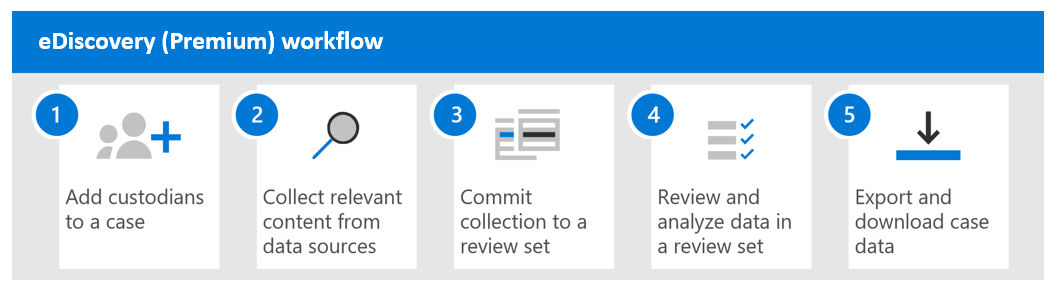 eDiscovery (Premium) workflow
1
Add custodians
to a case
2
Collect relevant
content from
data sources
3
Commit
collection to a
review set
4
Review and
analyze data in
a review set
5
Export and
download case
data